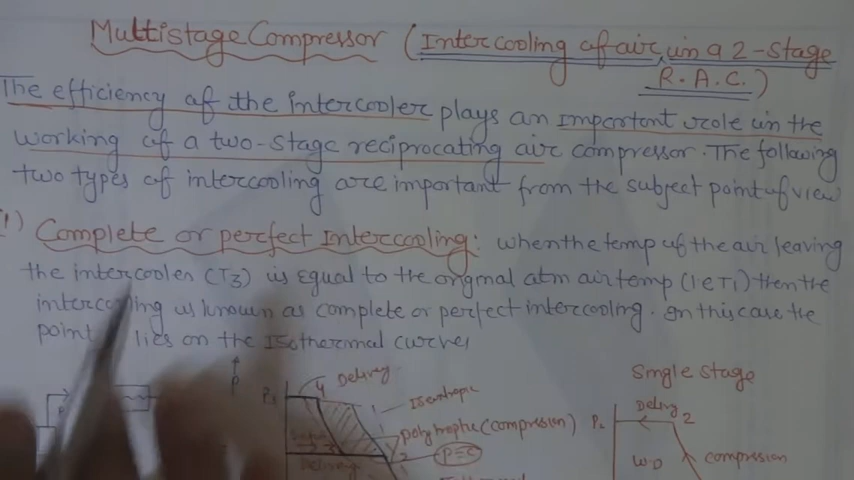 Multistage Compressor (Intercooling of air in a 2-stage
R.A.C.)
The efficiency of the intercooler plays an important role in the
working of a two-stage reciprocating air compressor. The following
two types of intercooling are important from the subject point of view
1) Complete or perfect Intercooling: when the temp of the air leaving
the intercooler (T3) is equal to the original atm air temp (i.e T1) then the
intercooling is known as complete or perfect intercooling. In this case the
point lies on the Isothermal curve
Single stage
Delivery
4
Isentropic
Delivery 2
polytropic (compression)
P=C
W.D
compression